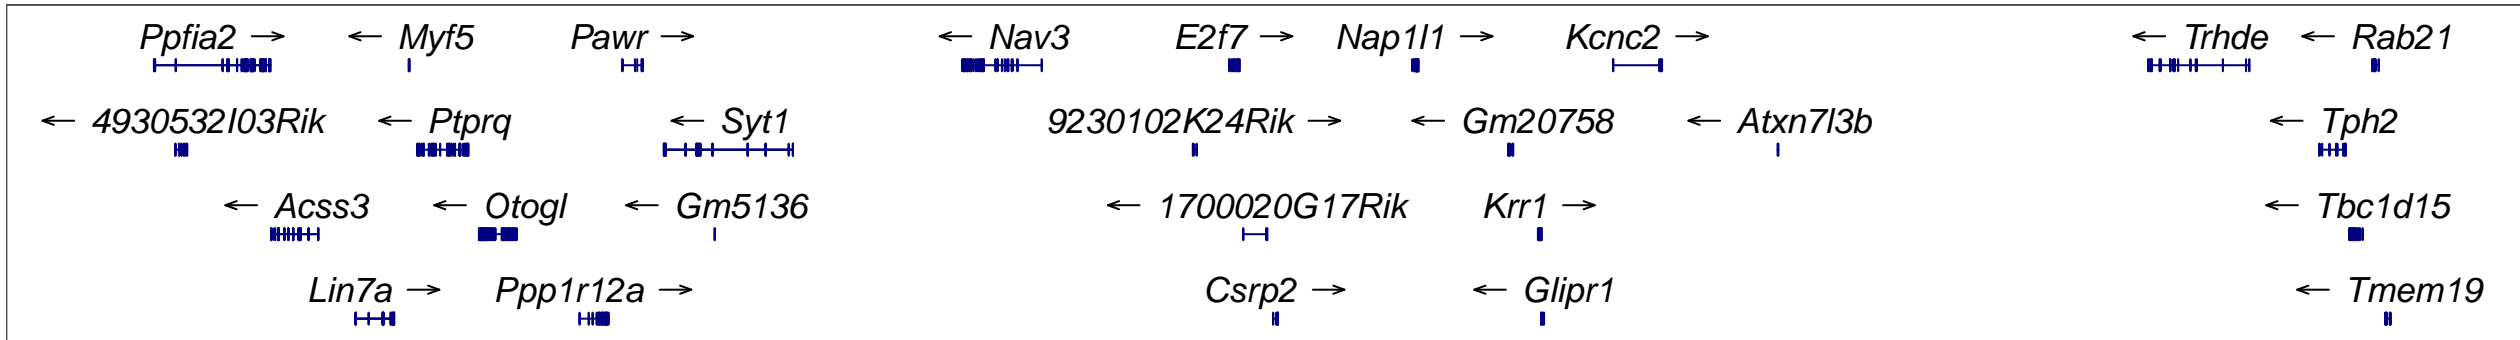 Ppfia2 → ← Myf5 Pawr → ← Nav3 E2f7 → Nap1l1 → Kcnc2 → ← Trhde ← Rab21
← 4930532I03Rik ← Ptprq ← Syt1 9230102K24Rik → ← Gm20758 ← Atxn7l3b ← Tph2
← Acss3 ← Otogl ← Gm5136 ← 1700020G17Rik Krr1 → ← Tbc1d15
Lin7a → Ppp1r12a → Csrp2 → ← Glipr1 ← Tmem19